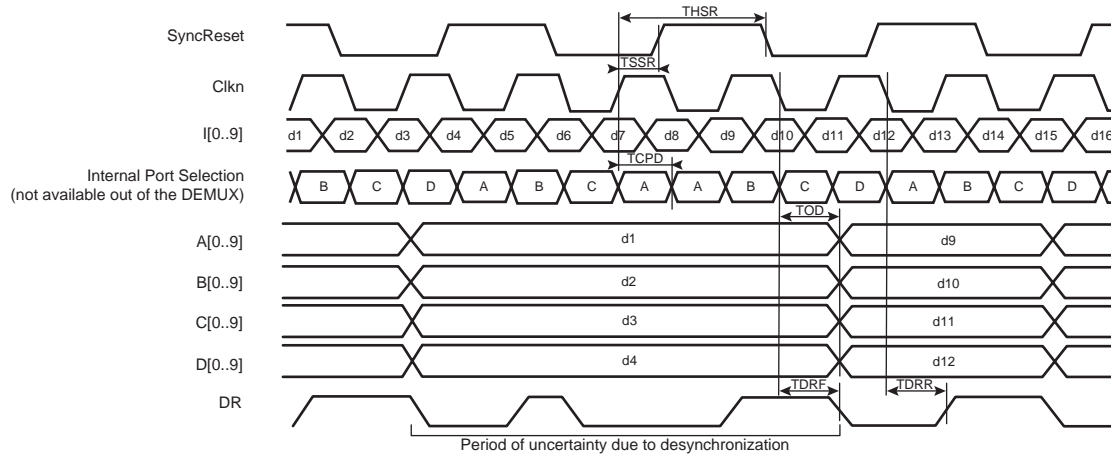 THSR
SyncReset
TSSR
Clkn
I[0..9] d1 d2 d3 d4 d5 d6 d7 d8 d9 d10 d11 d12 d13 d14 d15 d16
TCPD
Internal Port Selection
(not available out of the DEMUX)
B C D A B C A A B C D A B C D
TOD
A[0..9] d1 d9
B[0..9] d2 d10
C[0..9] d3 d11
D[0..9] d4 d12
TDRF TDRR
DR
Period of uncertainty due to desynchronization